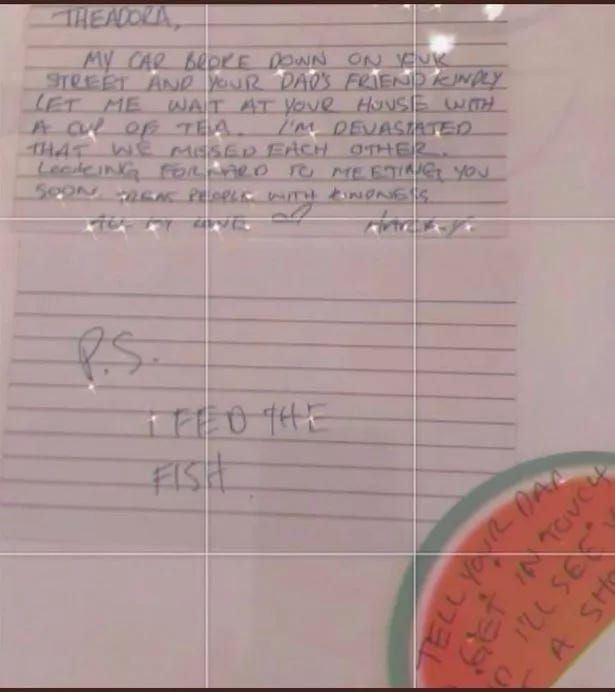 THEADORA,
MY CAR BROKE DOWN ON YOUR
STREET AND YOUR DAD'S FRIEND KINDLY
LET ME WAIT AT YOUR HOUSE WITH
A CUP OF TEA. I'M DEVASTATED
THAT WE MISSED EACH OTHER.
LOOKING FORWARD TO MEETING YOU
SOON. TREAT PEOPLE WITH KINDNESS
ALL MY LOVE
P.S.
I FED THE
FISH.
TELL YOUR DAD
GET IN TOUCH
I'LL SEE
A